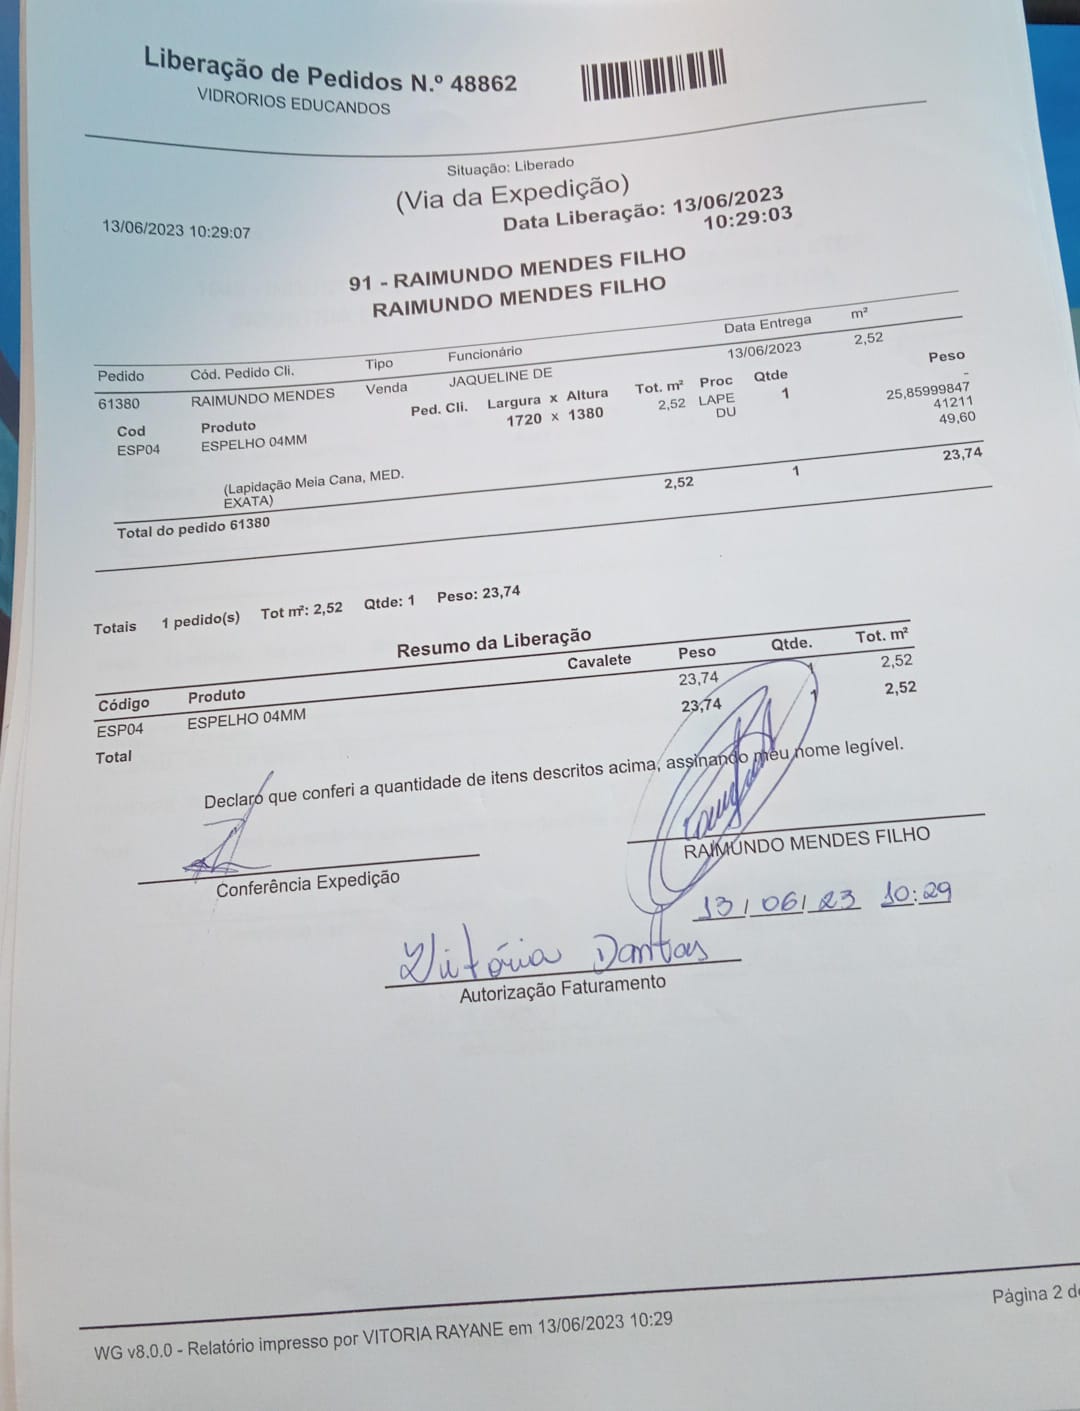 Liberação de Pedidos N.º 48862
VIDRORIOS EDUCANDOS
Situação: Liberado
(Via da Expedição)
13/06/2023 10:29:07
Data Liberação: 13/06/2023
10:29:03
91 - RAIMUNDO MENDES FILHO
RAIMUNDO MENDES FILHO
Pedido Cód. Pedido Cli. Tipo Funcionário Data Entrega m²
61380 RAIMUNDO MENDES Venda JAQUELINE DE 13/06/2023 2,52
Cod Produto Ped. Cli. Largura x Altura Tot. m² Proc Qtde Peso
ESP04 ESPELHO 04MM 1720 x 1380 2,52 LAPE 1 -
DU 25,85999847
41211
49,60
(Lapidação Meia Cana, MED.
EXATA)
Total do pedido 61380 2,52 1 23,74
Totais 1 pedido(s) Tot m²: 2,52 Qtde: 1 Peso: 23,74
Resumo da Liberação
Código Produto Cavalete Peso Qtde. Tot. m²
ESP04 ESPELHO 04MM 23,74 1 2,52
Total 23,74 1 2,52
Declaro que conferi a quantidade de itens descritos acima, assinando meu nome legível.
Conferência Expedição
RAIMUNDO MENDES FILHO
13/06/23 10:29
Vitória Dantas
Autorização Faturamento
Página 2 de
WG v8.0.0 - Relatório impresso por VITORIA RAYANE em 13/06/2023 10:29